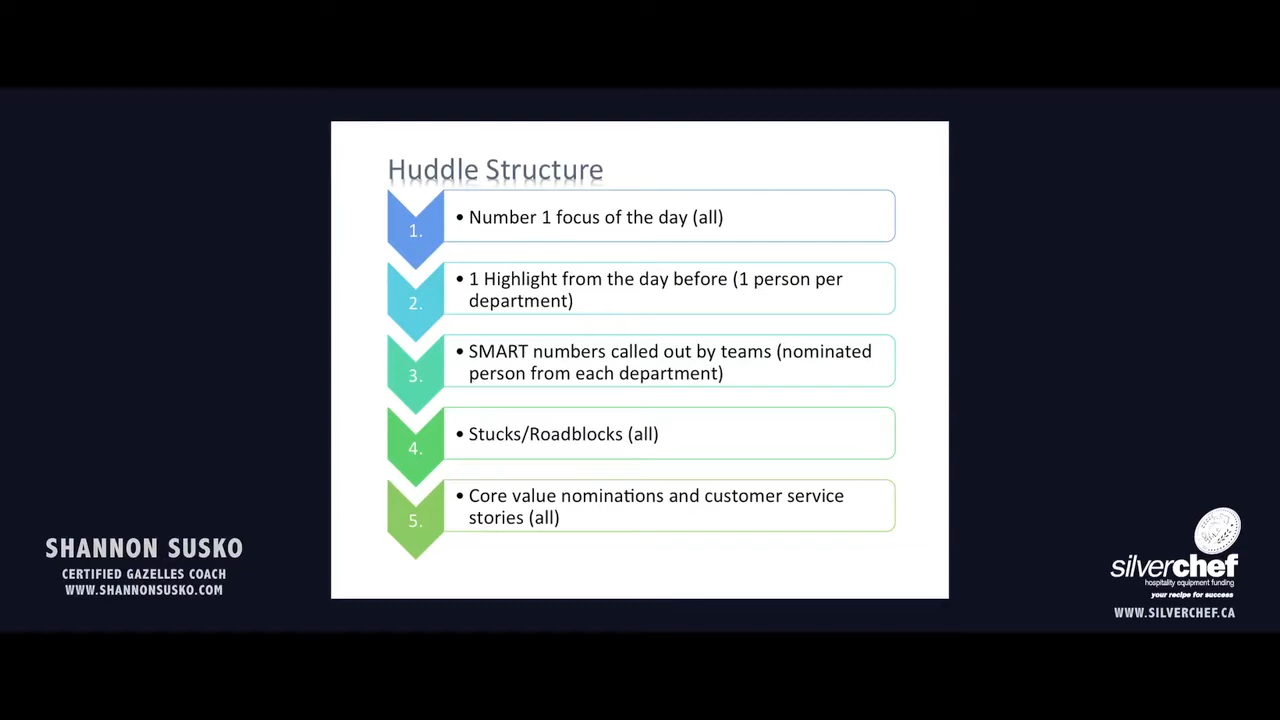 Huddle Structure
1.
• Number 1 focus of the day (all)
2.
• 1 Highlight from the day before (1 person per
department)
3.
• SMART numbers called out by teams (nominated
person from each department)
4.
• Stucks/Roadblocks (all)
5.
• Core value nominations and customer service
stories (all)
SHANNON SUSKO
CERTIFIED GAZELLES COACH
WWW.SHANNONSUSKO.COM
silverchef
hospitality equipment funding
your recipe for success
WWW.SILVERCHEF.CA